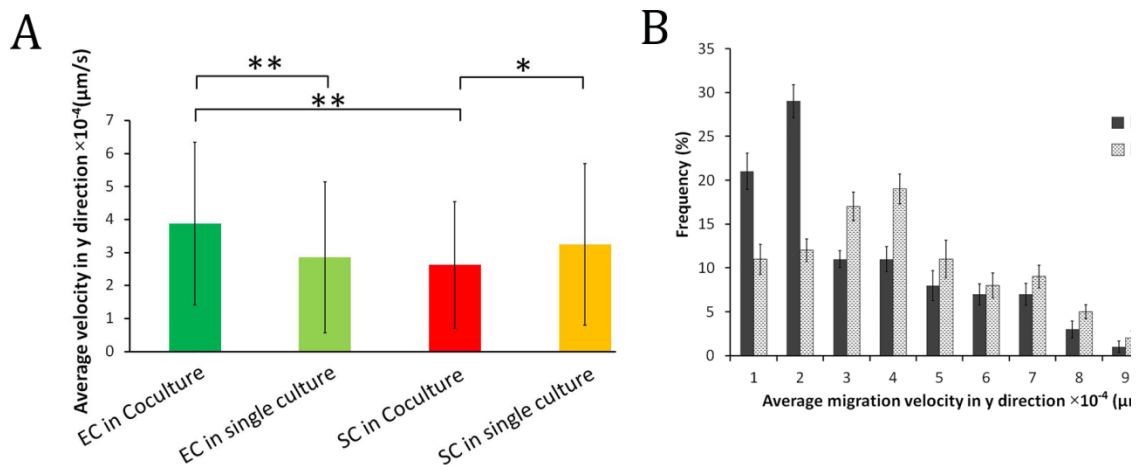 A
Average velocity in y direction ×10⁻⁴(μm/s)
**
*
**
7
6
5
4
3
2
1
0
EC in Coculture
EC in single culture
SC in Coculture
SC in single culture
B
Frequency (%)
35
30
25
20
15
10
5
0
1 2 3 4 5 6 7 8 9
Average migration velocity in y direction ×10⁻⁴ (μm